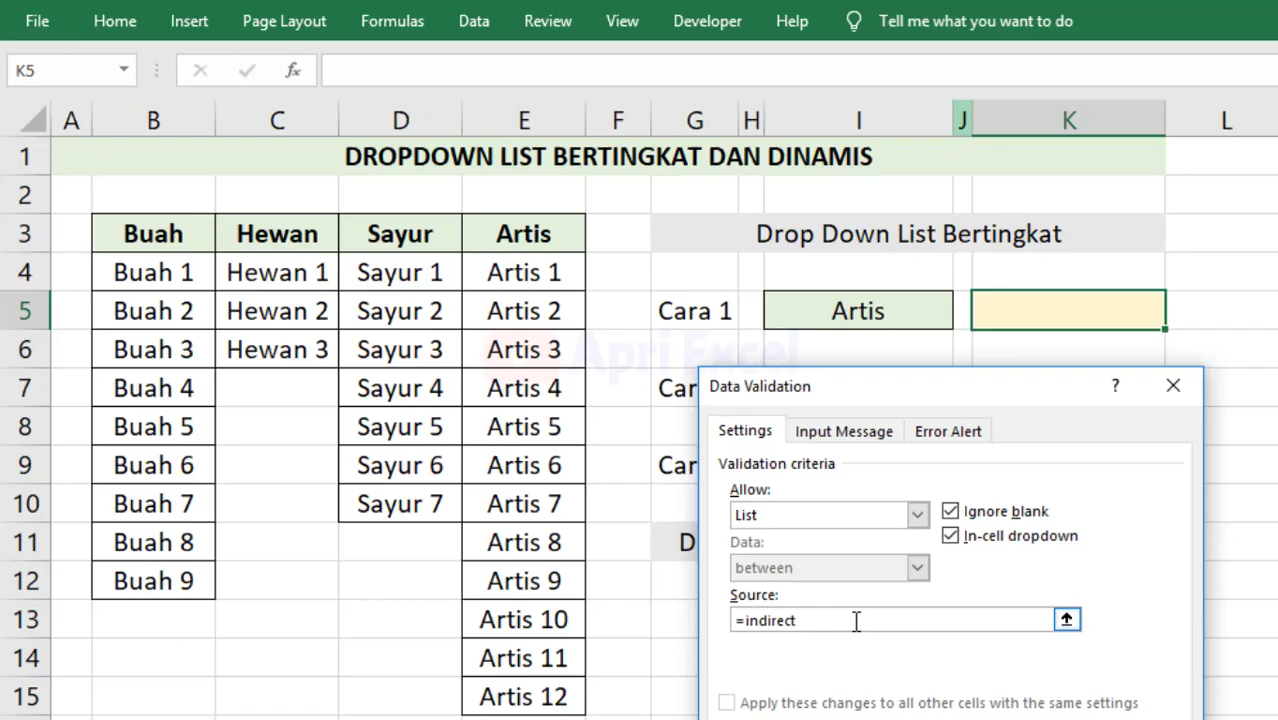 File Home Insert Page Layout Formulas Data Review View Developer Help Tell me what you want to do
K5 fx
A B C D E F G H I J K L
1 DROPDOWN LIST BERTINGKAT DAN DINAMIS
2
3 Buah Hewan Sayur Artis Drop Down List Bertingkat
4 Buah 1 Hewan 1 Sayur 1 Artis 1
5 Buah 2 Hewan 2 Sayur 2 Artis 2 Cara 1 Artis
6 Buah 3 Hewan 3 Sayur 3 Artis 3
Apri Excel
7 Buah 4 Sayur 4 Artis 4 Car
8 Buah 5 Sayur 5 Artis 5
9 Buah 6 Sayur 6 Artis 6 Car
10 Buah 7 Sayur 7 Artis 7
11 Buah 8 Artis 8 D
12 Buah 9 Artis 9
13 Artis 10
14 Artis 11
15 Artis 12
Data Validation ?
Settings Input Message Error Alert
Validation criteria
Allow:
List Ignore blank
Data: In-cell dropdown
between
Source:
=indirect
Apply these changes to all other cells with the same settings